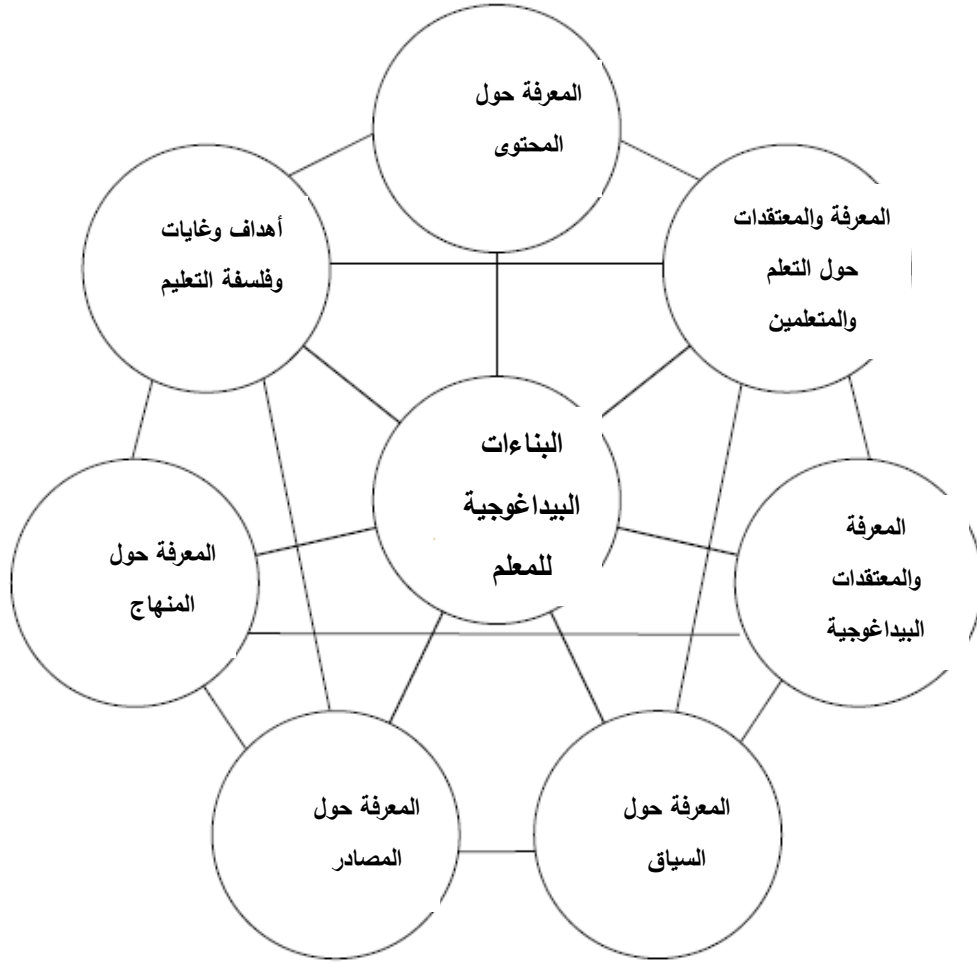 المعرفة حول
المحتوى
المعرفة والمعتقدات
حول التعلم
والمتعلمين
أهداف وغايات
وفلسفة التعليم
البناءات
البيداغوجية
للمعلم
المعرفة
والمعتقدات
البيداغوجية
المعرفة حول
المنهاج
المعرفة حول
السياق
المعرفة حول
المصادر